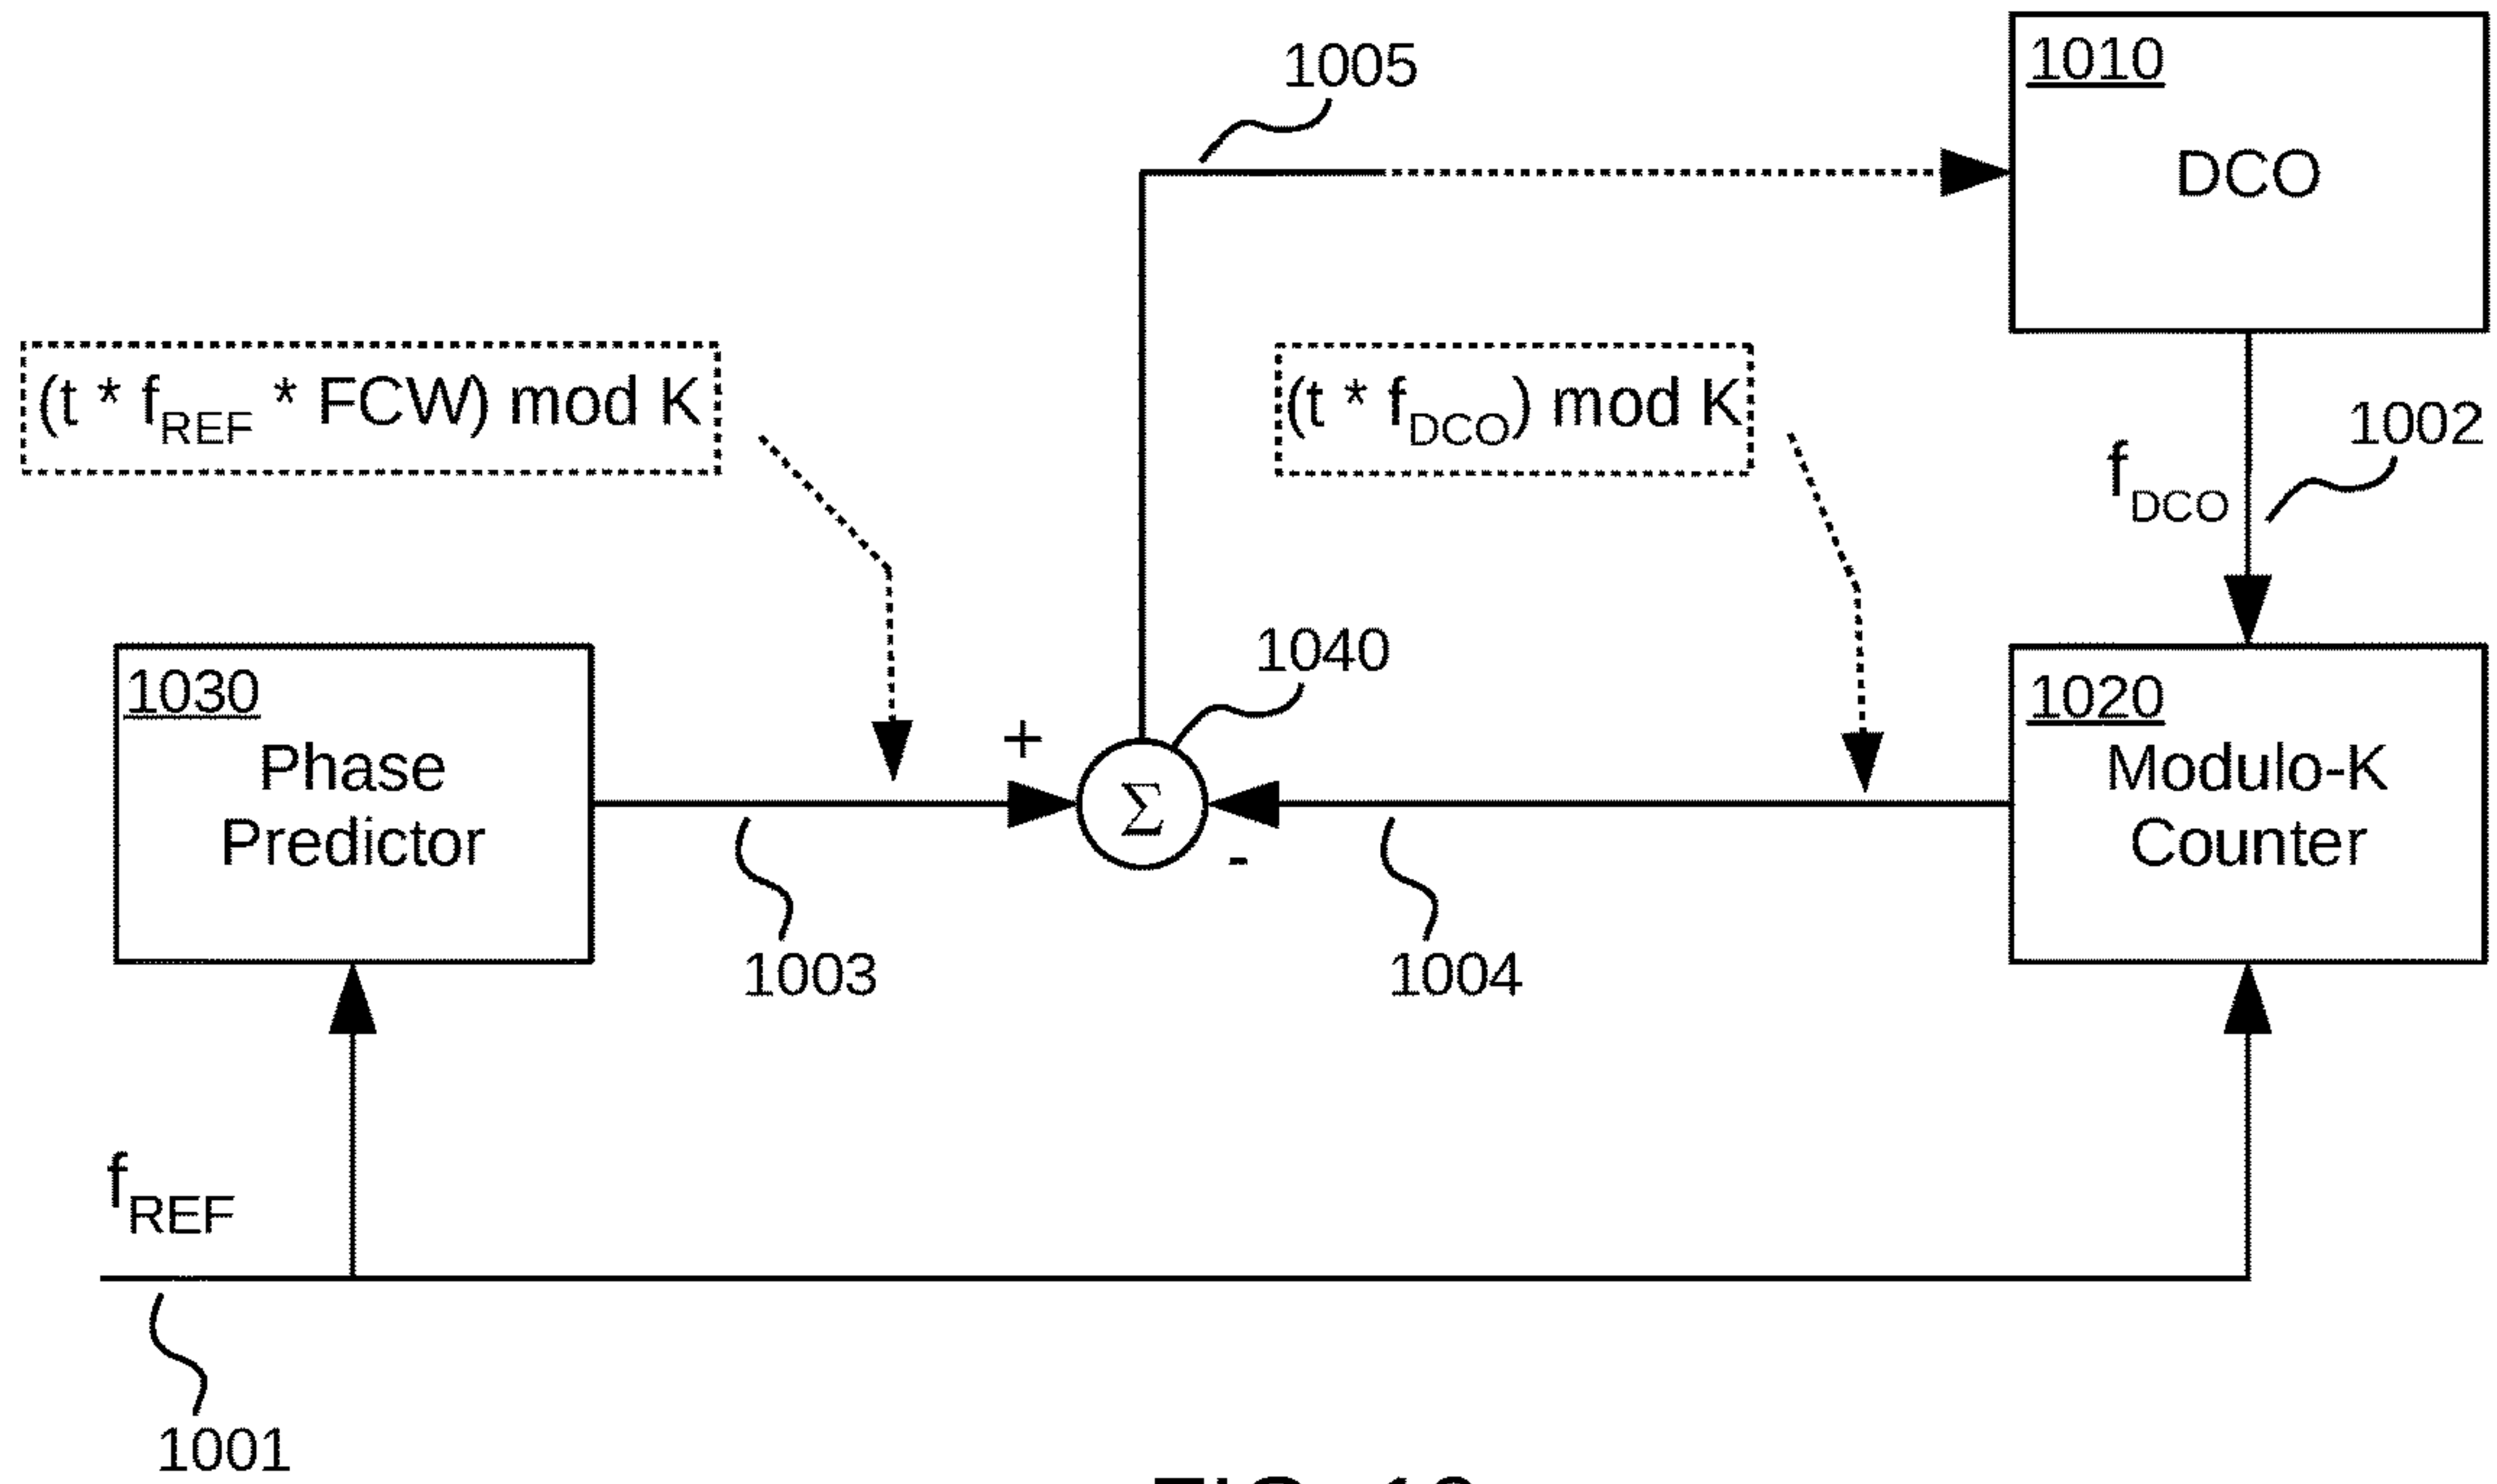 1005
1010
DCO
(t * fREF * FCW) mod K
(t * fDCO) mod K
1002
fDCO
1040
1030
Phase
Predictor
+
Σ
-
1020
Modulo-K
Counter
1003
1004
fREF
1001